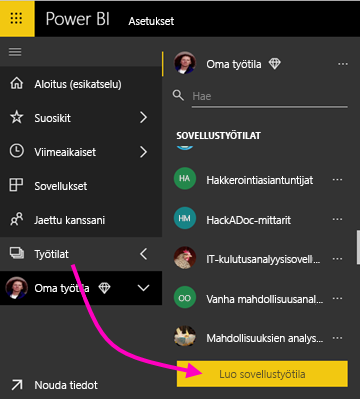 Power BI Asetukset
Aloitus (esikatselu)
Suosikit
Viimeaikaiset
Sovellukset
Jaettu kanssani
Työtilat
Oma työtila
Nouda tiedot
Oma työtila ...
Hae
SOVELLUSTYÖTILAT
HA Hakkerointiasiantuntijat ...
HM HackADoc-mittarit ...
IT-kulutusanalyysisovell... ...
OO Vanha mahdollisuusanal... ...
Mahdollisuuksien analys... ...
Luo sovellustyötila